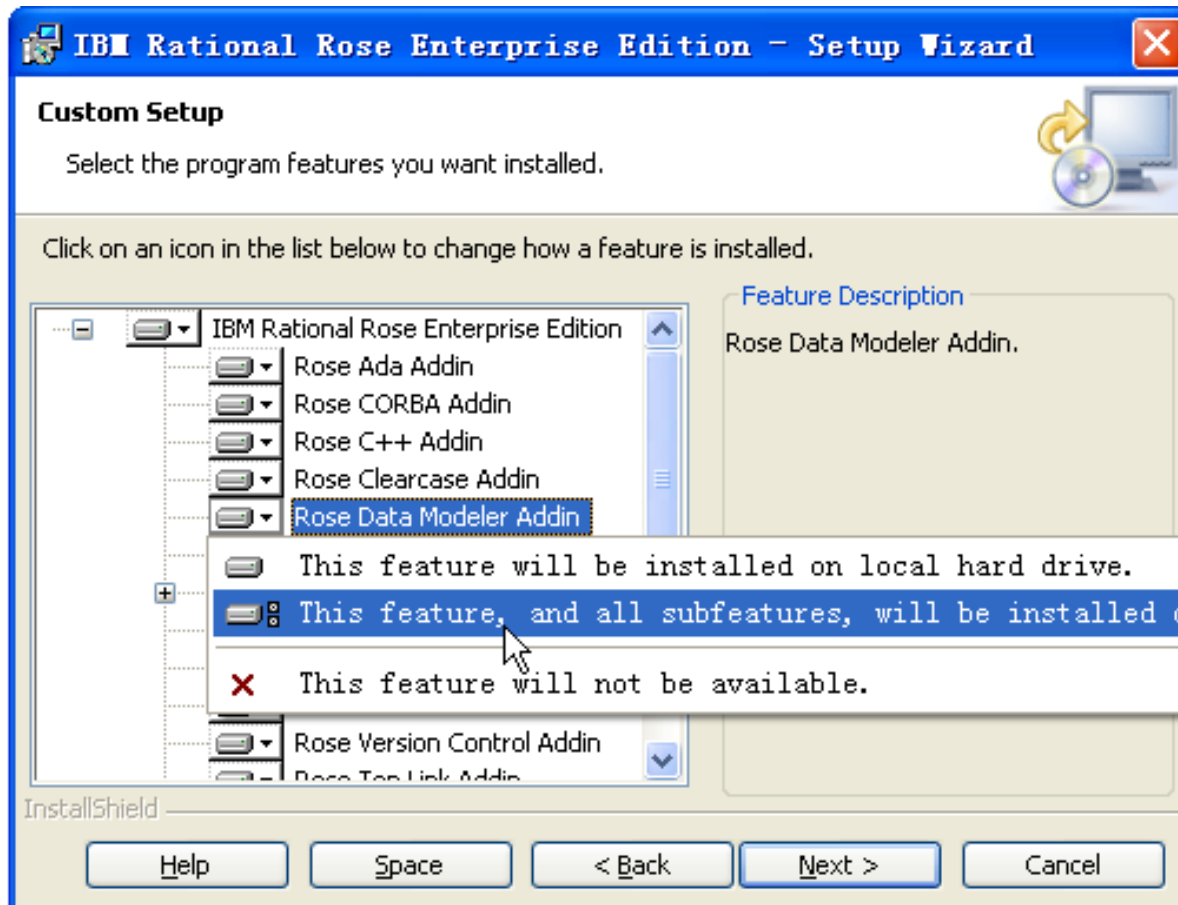 IBM Rational Rose Enterprise Edition - Setup Wizard
Custom Setup
Select the program features you want installed.
Click on an icon in the list below to change how a feature is installed.
Feature Description
IBM Rational Rose Enterprise Edition
Rose Data Modeler Addin.
Rose Ada Addin
Rose CORBA Addin
Rose C++ Addin
Rose Clearcase Addin
Rose Data Modeler Addin
This feature will be installed on local hard drive.
This feature, and all subfeatures, will be installed
This feature will not be available.
Rose Version Control Addin
Rose Top Link Addin
InstallShield
Help Space < Back Next > Cancel